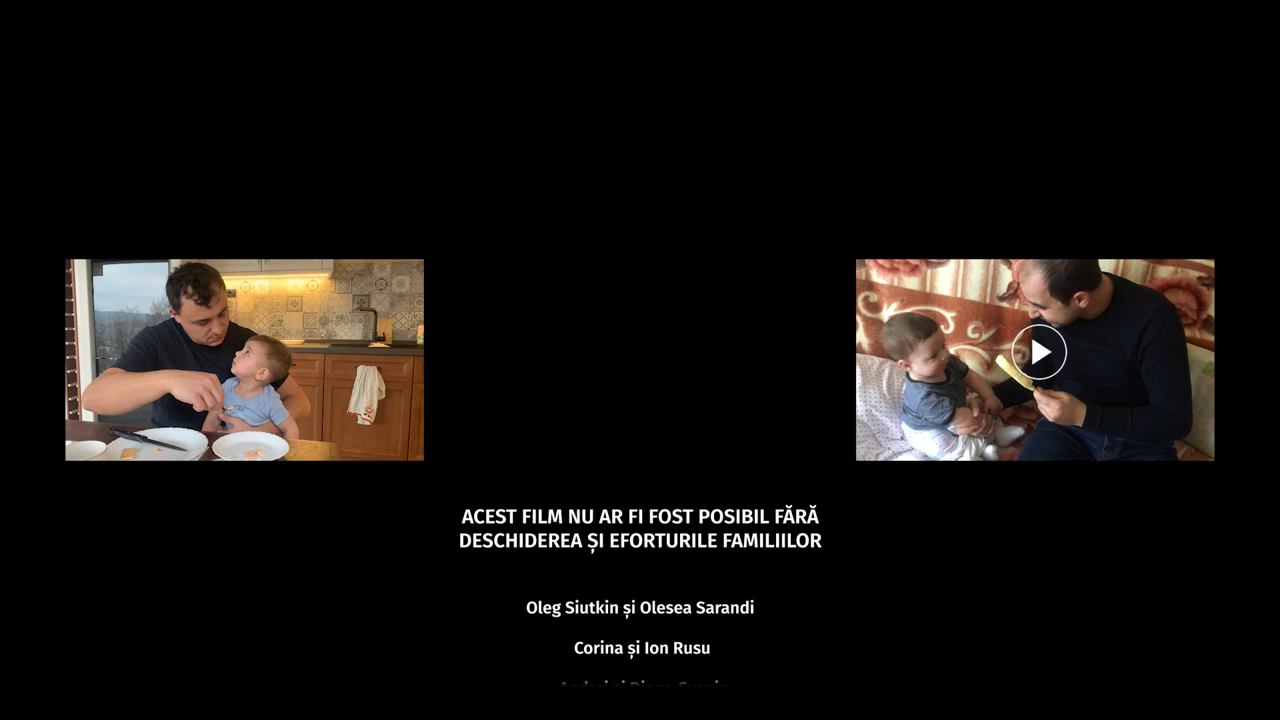 ACEST FILM NU AR FI FOST POSIBIL FĂRĂ
DESCHIDEREA ȘI EFORTURILE FAMILIILOR
Oleg Siutkin și Olesea Sarandi
Corina și Ion Rusu